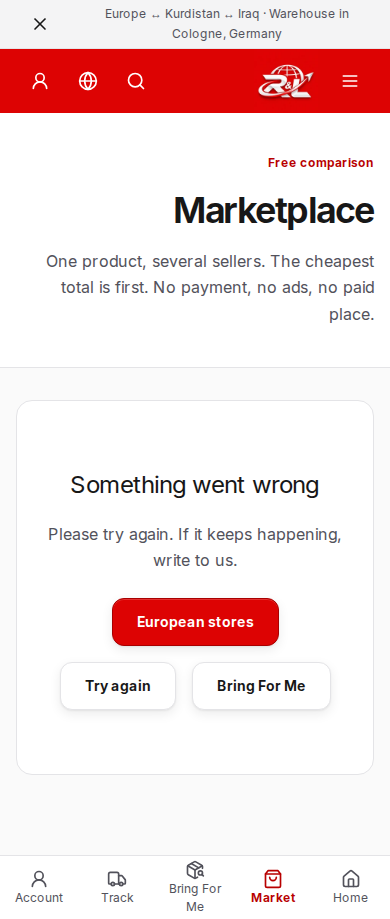 Europe ↔ Kurdistan ↔ Iraq · Warehouse in
Cologne, Germany
R&L
Free comparison
Marketplace
One product, several sellers. The cheapest
total is first. No payment, no ads, no paid
place.
Something went wrong
Please try again. If it keeps happening,
write to us.
European stores
Try again
Bring For Me
Account
Track
Bring For
Me
Market
Home